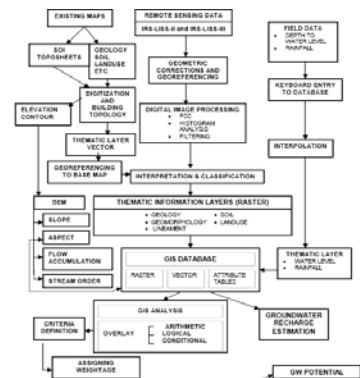 EXISTING MAPS
REMOTE SENSING DATA
IRS-LISS-II and IRS-LISS-III
FIELD DATA
• DEPTH TO
WATER LEVEL
• RAINFALL
SOI
TOPOSHEETS
GEOLOGY
SOIL
LANDUSE
ETC.
GEOMETRIC
CORRECTIONS AND
GEOREFERENCING
KEYBOARD ENTRY
TO DATABASE
ELEVATION
CONTOUR
DIGITIZATION
AND BUILDING
TOPOLOGY
DIGITAL IMAGE PROCESSING
• FCC
• HISTOGRAM
ANALYSIS
• FILTERING
THEMATIC LAYER
VECTOR
INTERPOLATION
GEOREFERENCING
TO BASE MAP
INTERPRETATION & CLASSIFICATION
DEM
SLOPE
ASPECT
FLOW
ACCUMULATION
STREAM ORDER
THEMATIC INFORMATION LAYERS (RASTER)
• GEOLOGY • SOIL
• GEOMORPHOLOGY • LANDUSE
• LINEAMENT
GIS DATABASE
RASTER
VECTOR
ATTRIBUTE
TABLES
THEMATIC LAYER
• WATER LEVEL
• RAINFALL
GIS ANALYSIS
OVERLAY
ARITHMETIC
LOGICAL
CONDITIONAL
CRITERIA
DEFINITION
GROUNDWATER
RECHARGE
ESTIMATION
ASSIGNING
WEIGHTAGE
GW POTENTIAL